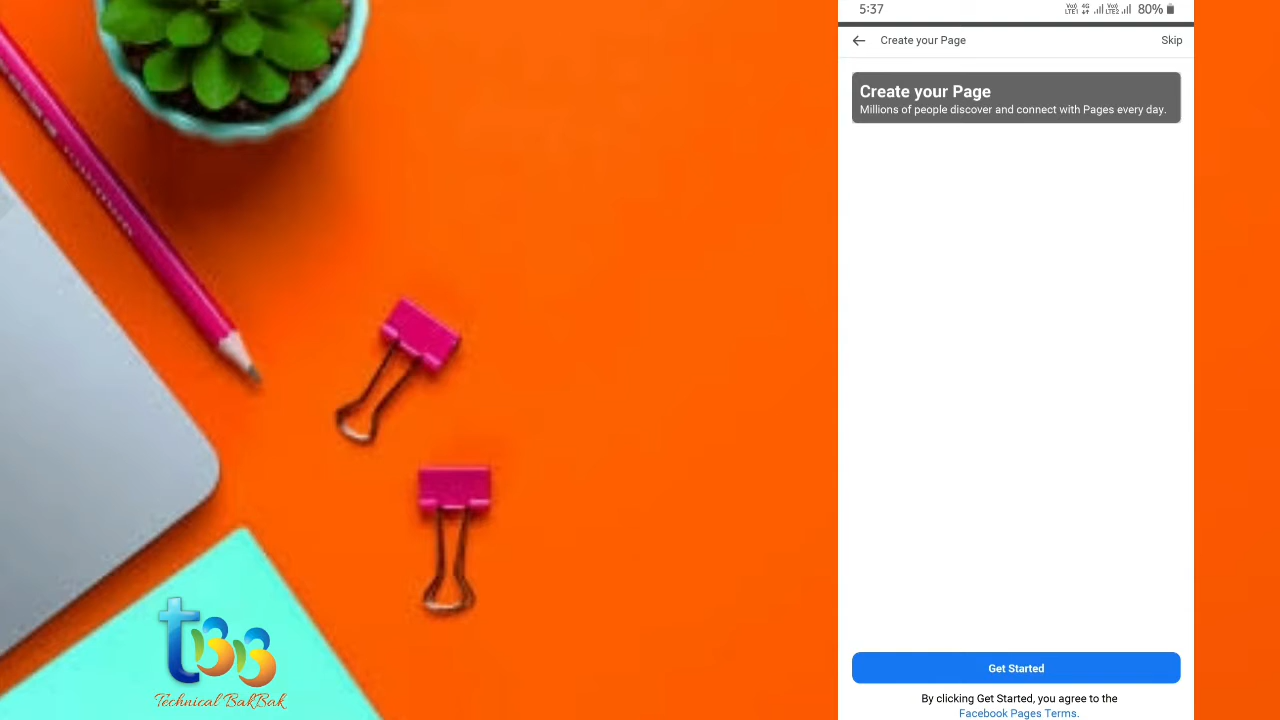 5:37
80%
Create your Page
Skip
Create your Page
Millions of people discover and connect with Pages every day.
Get Started
By clicking Get Started, you agree to the
Facebook Pages Terms.
tBB
Technical BakBak